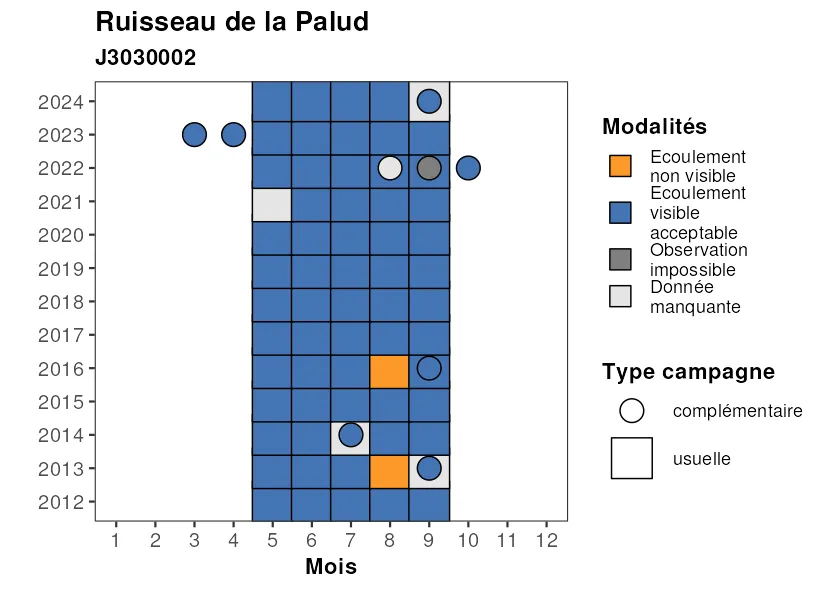 Ruisseau de la Palud
J3030002
2024
2023
2022
2021
2020
2019
2018
2017
2016
2015
2014
2013
2012
1 2 3 4 5 6 7 8 9 10 11 12
Mois
Modalités
Ecoulement
non visible
Ecoulement
visible
acceptable
Observation
impossible
Donnée
manquante
Type campagne
complémentaire
usuelle